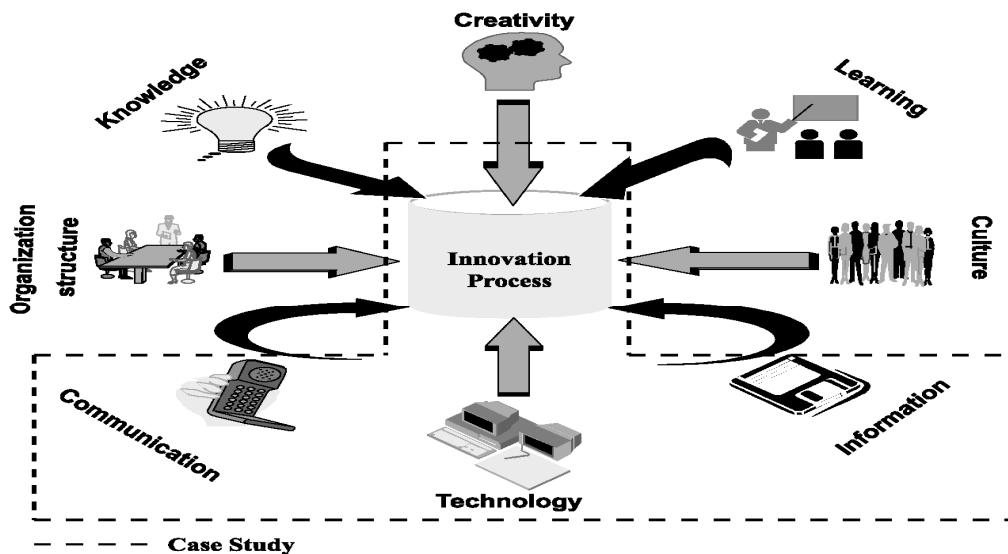 Creativity
Knowledge
Learning
Organization
structure
Culture
Innovation
Process
Communication
Technology
Information
Case Study